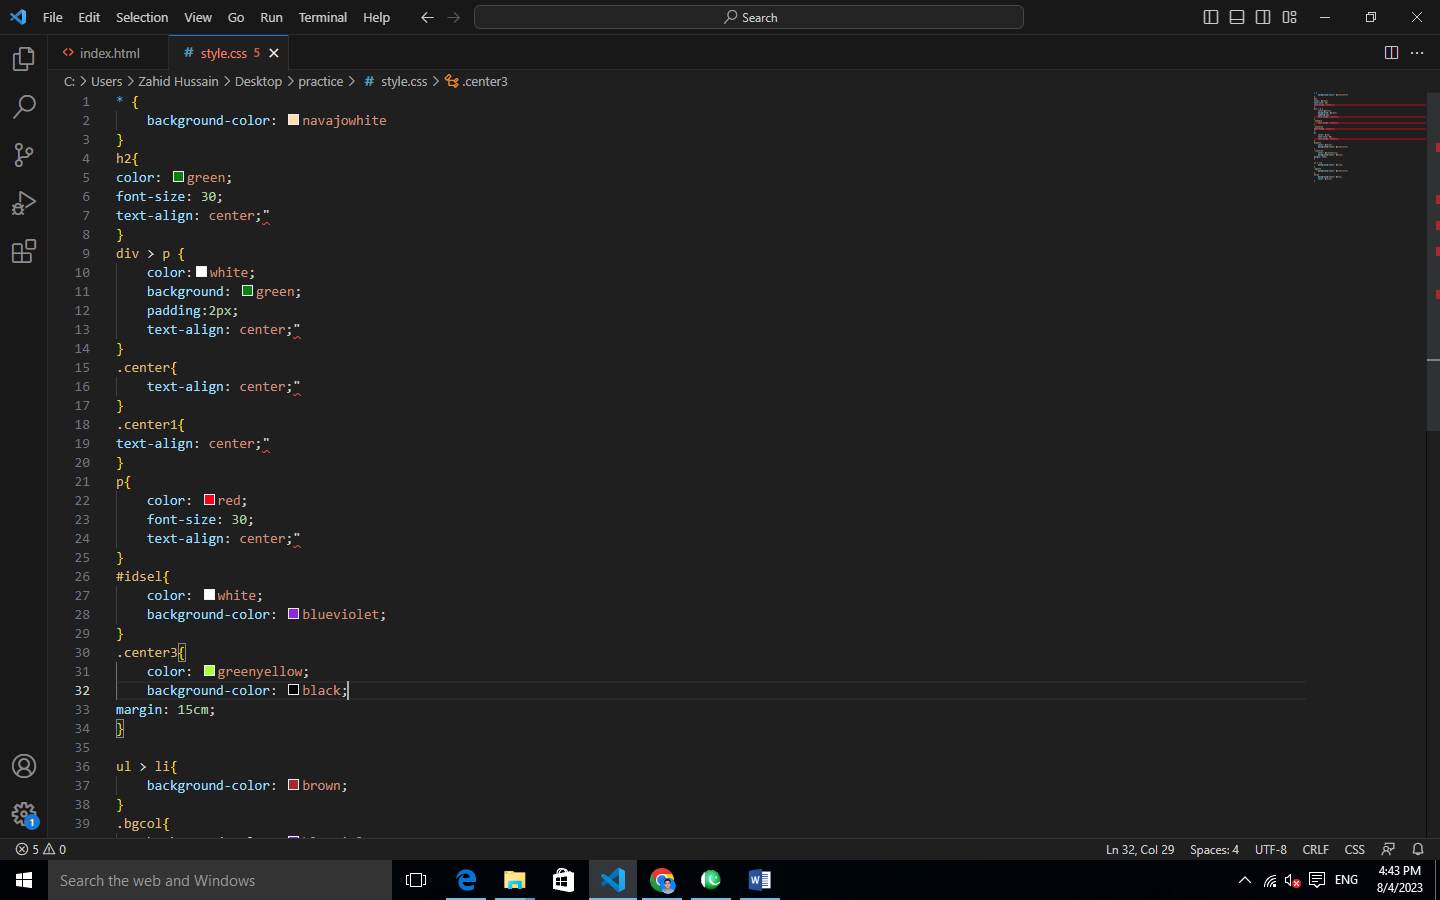 File Edit Selection View Go Run Terminal Help Search
index.html # style.css 5
C: > Users > Zahid Hussain > Desktop > practice > # style.css > .center3
1 * {
2     background-color: navajowhite
3 }
4 h2{
5 color: green;
6 font-size: 30;
7 text-align: center;"
8 }
9 div > p {
10     color: white;
11     background: green;
12     padding:2px;
13     text-align: center;"
14 }
15 .center{
16     text-align: center;"
17 }
18 .center1{
19 text-align: center;"
20 }
21 p{
22     color: red;
23     font-size: 30;
24     text-align: center;"
25 }
26 #idsel{
27     color: white;
28     background-color: blueviolet;
29 }
30 .center3{
31     color: greenyellow;
32     background-color: black;
33 margin: 15cm;
34 }
35
36 ul > li{
37     background-color: brown;
38 }
39 .bgcol{
1
5 0 Ln 32, Col 29 Spaces: 4 UTF-8 CRLF CSS
Search the web and Windows ENG 4:43 PM
8/4/2023